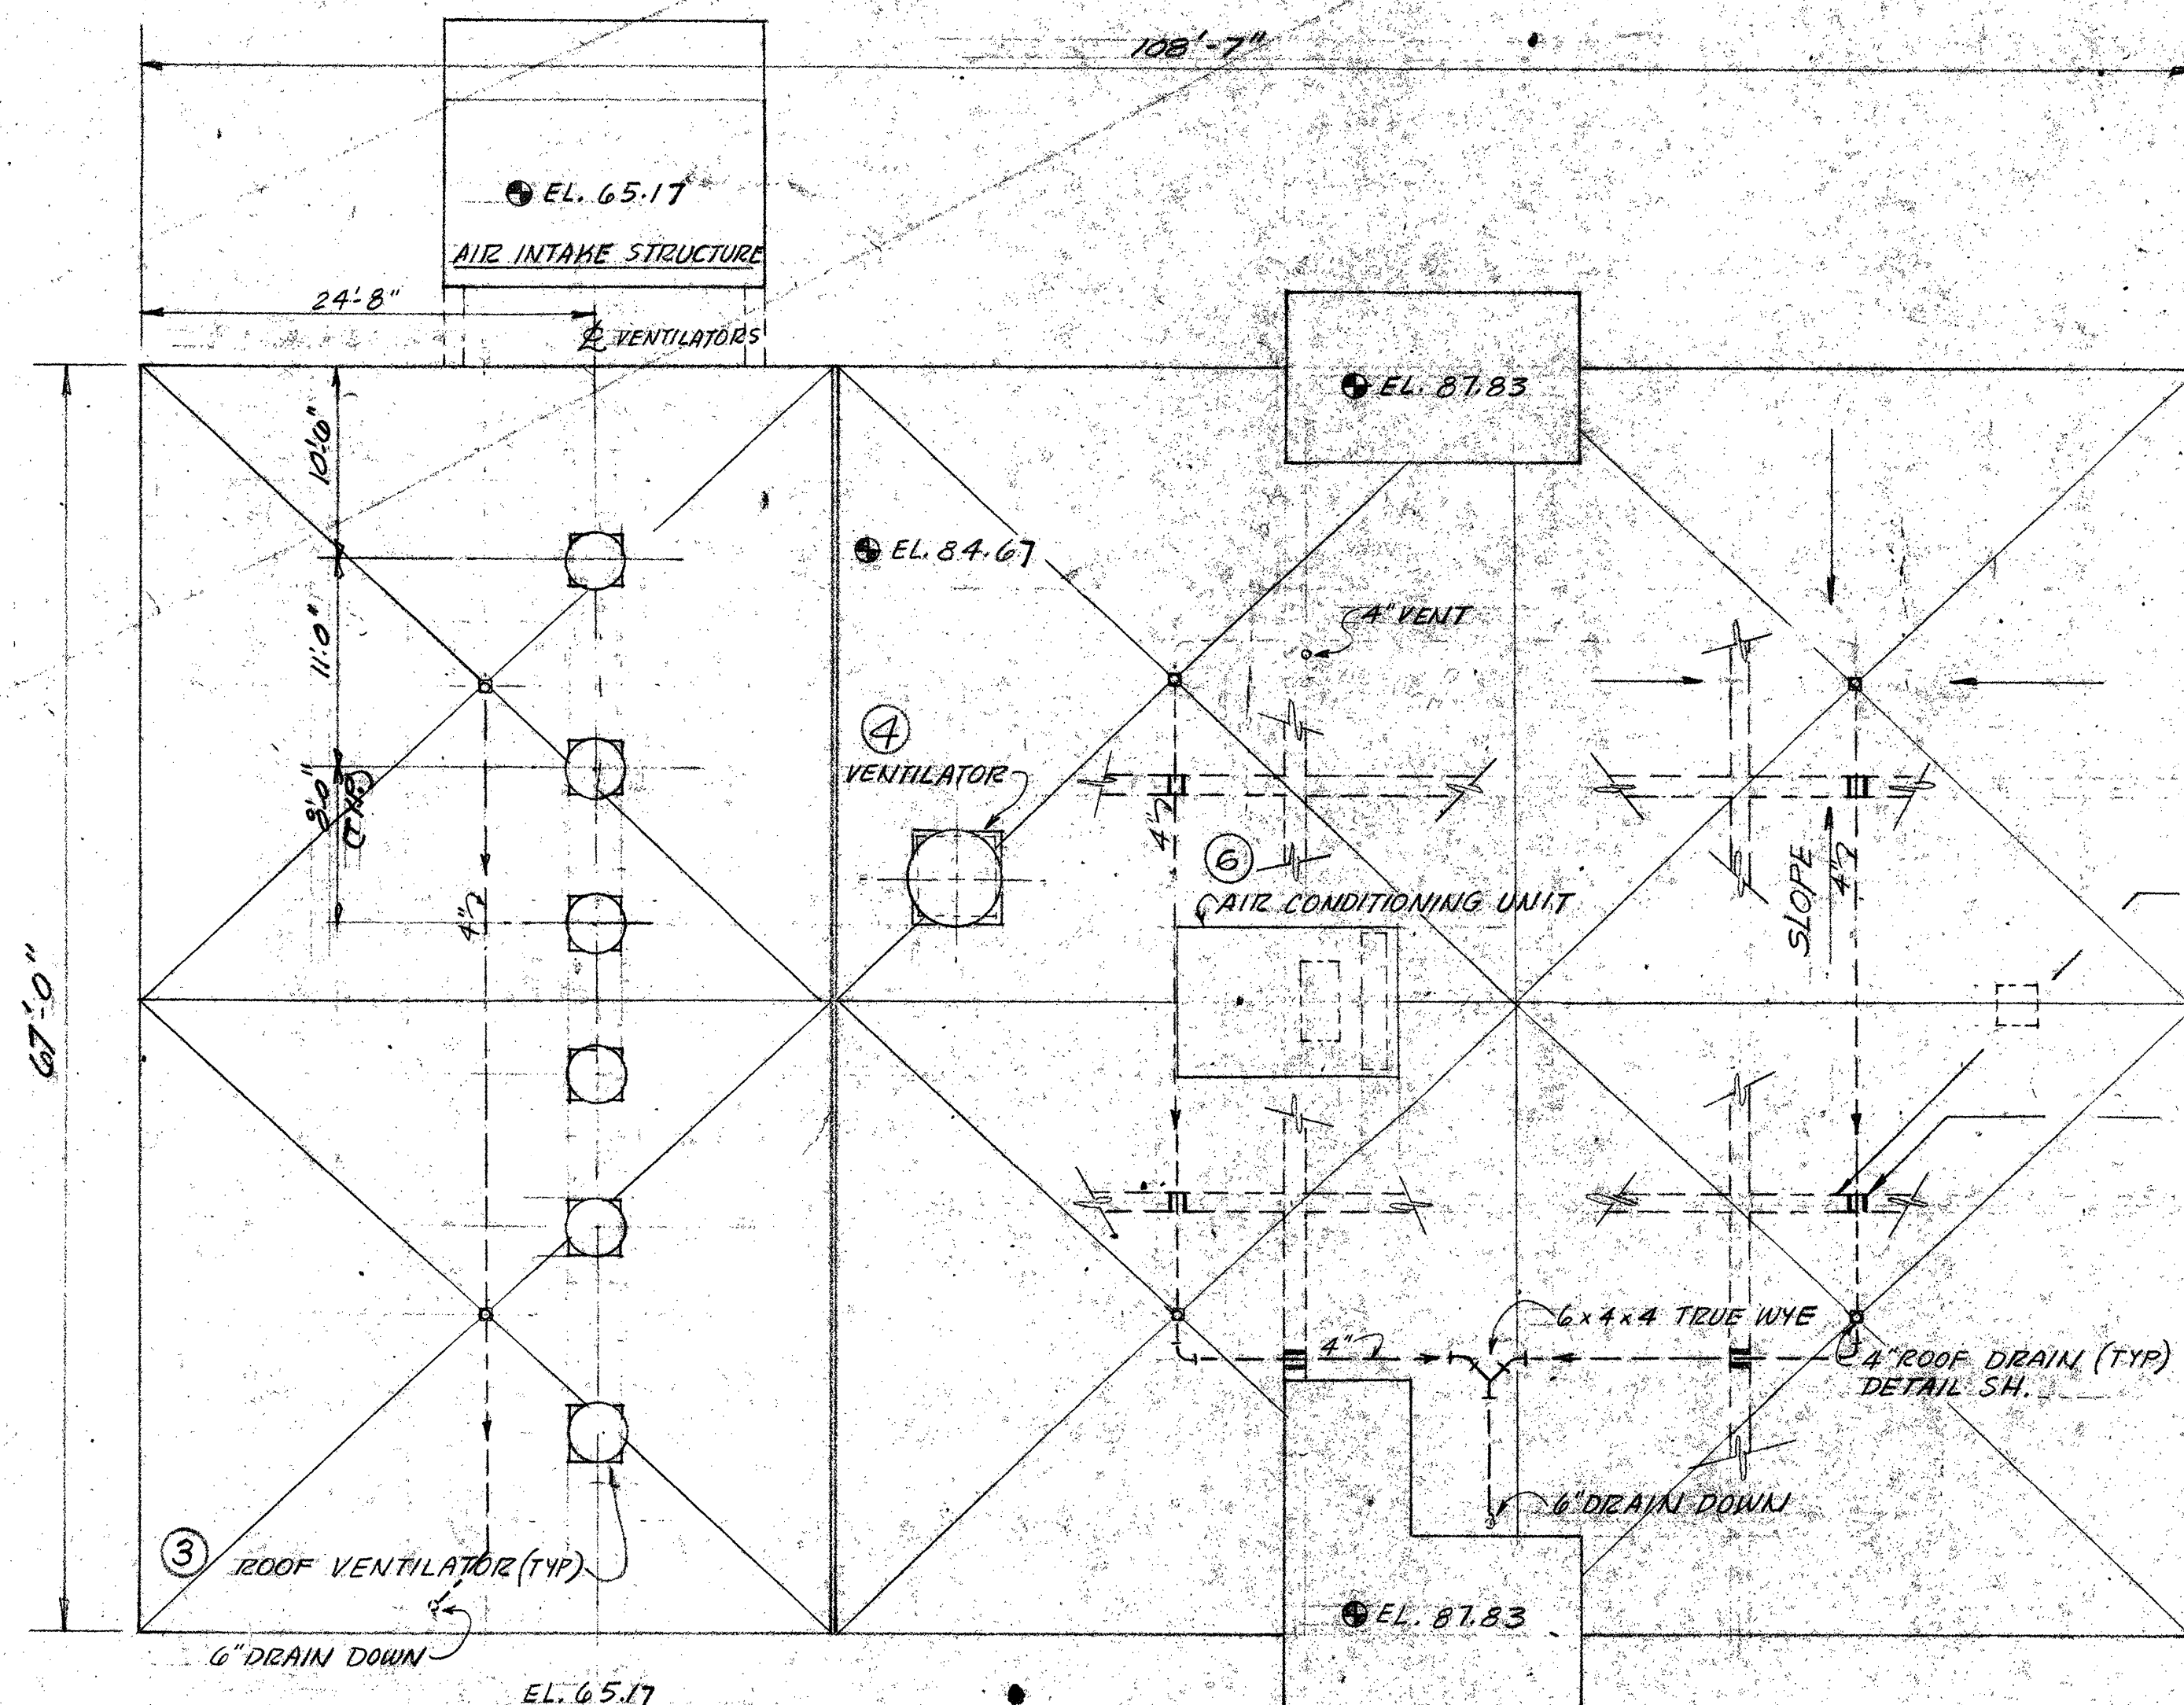 108'-7"
EL. 65.17
AIR INTAKE STRUCTURE
24'-8"
℄ VENTILATORS
EL. 87.83
10'-6"
EL. 84.67
11'-0"
4" VENT
4
VENTILATOR
8'-0"
(TYP.)
4"
6
AIR CONDITIONING UNIT
4"
SLOPE
4"
67'-0"
6x4x4 TRUE WYE
4"
4" ROOF DRAIN (TYP)
DETAIL SH.
6" DRAIN DOWN
3
ROOF VENTILATOR (TYP)
EL. 87.83
6" DRAIN DOWN
EL. 65.17